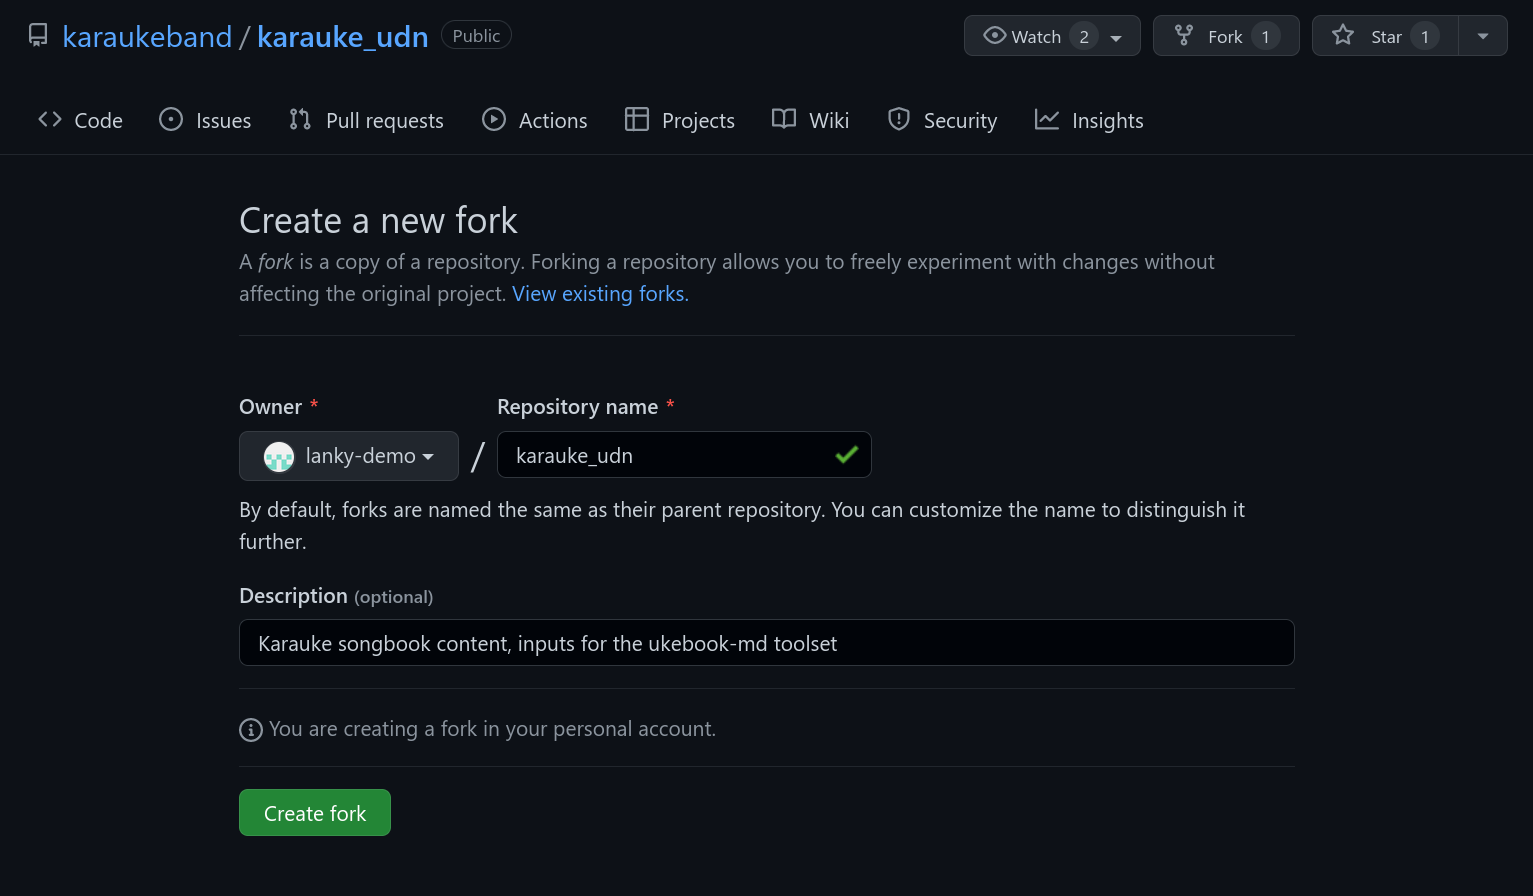 karaukeband / karauke_udn Public Watch 2 Fork 1 Star 1
Code Issues Pull requests Actions Projects Wiki Security Insights
Create a new fork
A fork is a copy of a repository. Forking a repository allows you to freely experiment with changes without
affecting the original project. View existing forks.
Owner * Repository name *
lanky-demo / karauke_udn
By default, forks are named the same as their parent repository. You can customize the name to distinguish it
further.
Description (optional)
Karauke songbook content, inputs for the ukebook-md toolset
You are creating a fork in your personal account.
Create fork